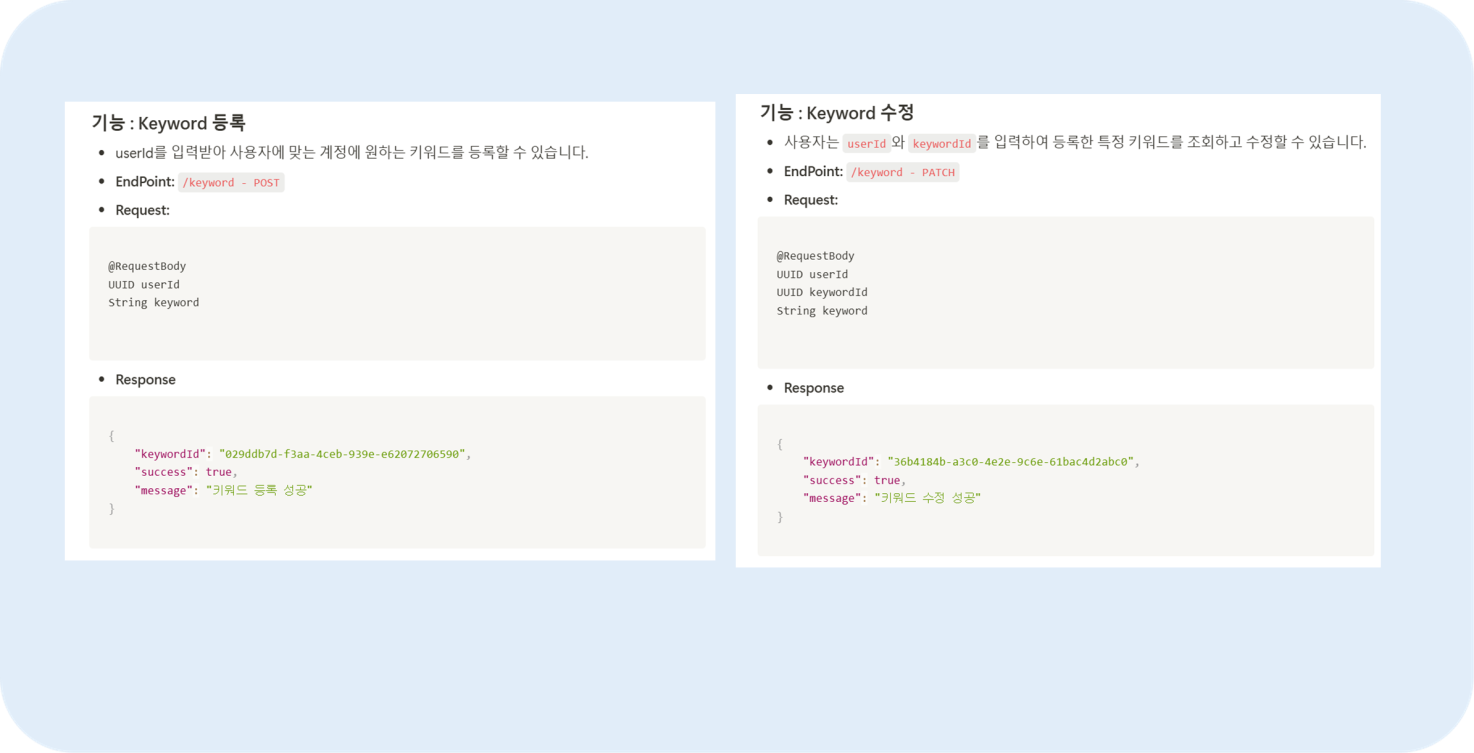 기능 : Keyword 등록
• userId를 입력받아 사용자에 맞는 계정에 원하는 키워드를 등록할 수 있습니다.
• EndPoint: /keyword - POST
• Request:
@RequestBody
UUID userId
String keyword
• Response
{
    "keywordId": "029ddb7d-f3aa-4ceb-939e-e62072706590",
    "success": true,
    "message": "키워드 등록 성공"
}
기능 : Keyword 수정
• 사용자는 userId 와 keywordId 를 입력하여 등록한 특정 키워드를 조회하고 수정할 수 있습니다.
• EndPoint: /keyword - PATCH
• Request:
@RequestBody
UUID userId
UUID keywordId
String keyword
• Response
{
    "keywordId": "36b4184b-a3c0-4e2e-9c6e-61bac4d2abc0",
    "success": true,
    "message": "키워드 수정 성공"
}